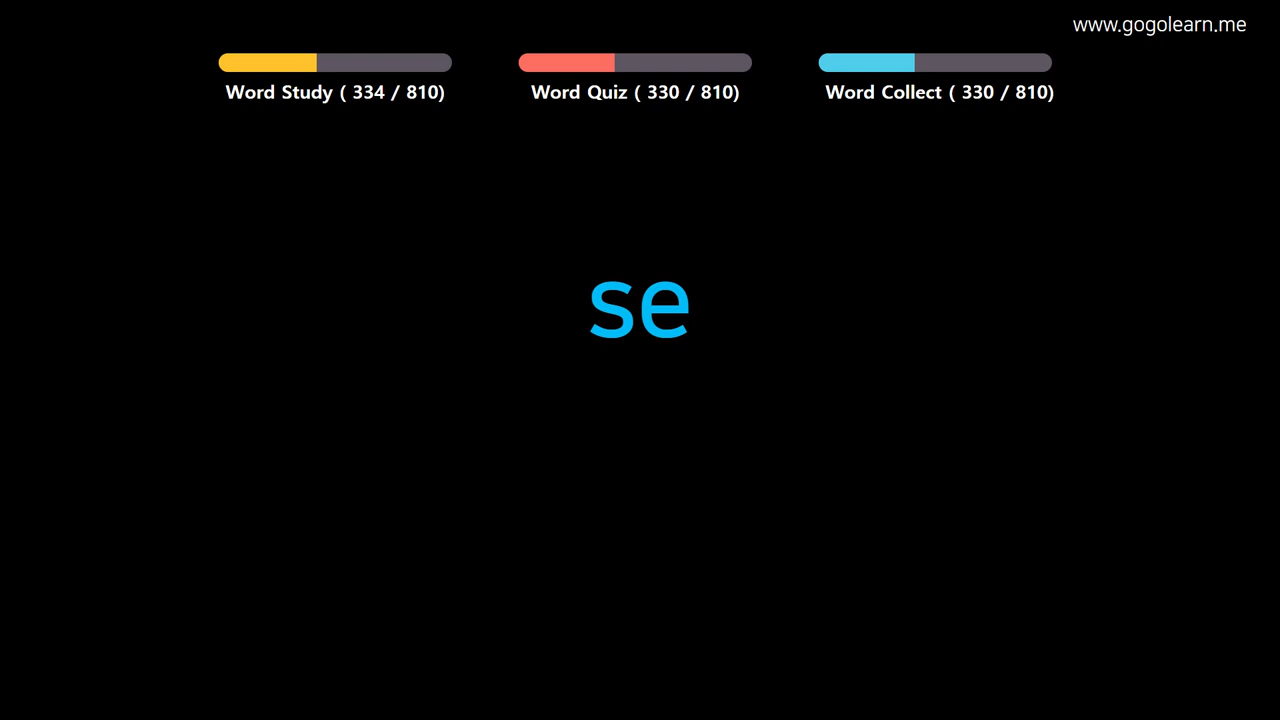 www.gogolearn.me
Word Study ( 334 / 810)
Word Quiz ( 330 / 810)
Word Collect ( 330 / 810)
se